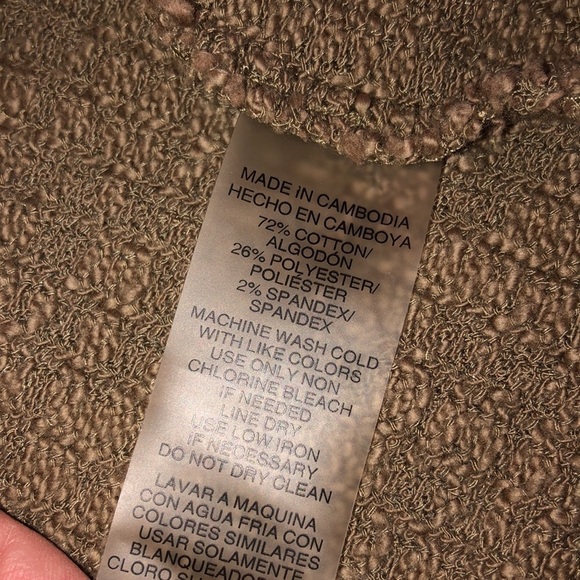 MADE IN CAMBODIA
HECHO EN CAMBOYA
72% COTTON/
ALGODÓN
26% POLYESTER/
POLIÉSTER
2% SPANDEX/
SPANDEX
MACHINE WASH COLD
WITH LIKE COLORS
USE ONLY NON
CHLORINE BLEACH
IF NEEDED
LINE DRY
USE LOW IRON
IF NECESSARY
DO NOT DRY CLEAN
LAVAR A MAQUINA
CON AGUA FRIA CON
COLORES SIMILARES
USAR SOLAMENTE
BLANQUEADOR
CLORO